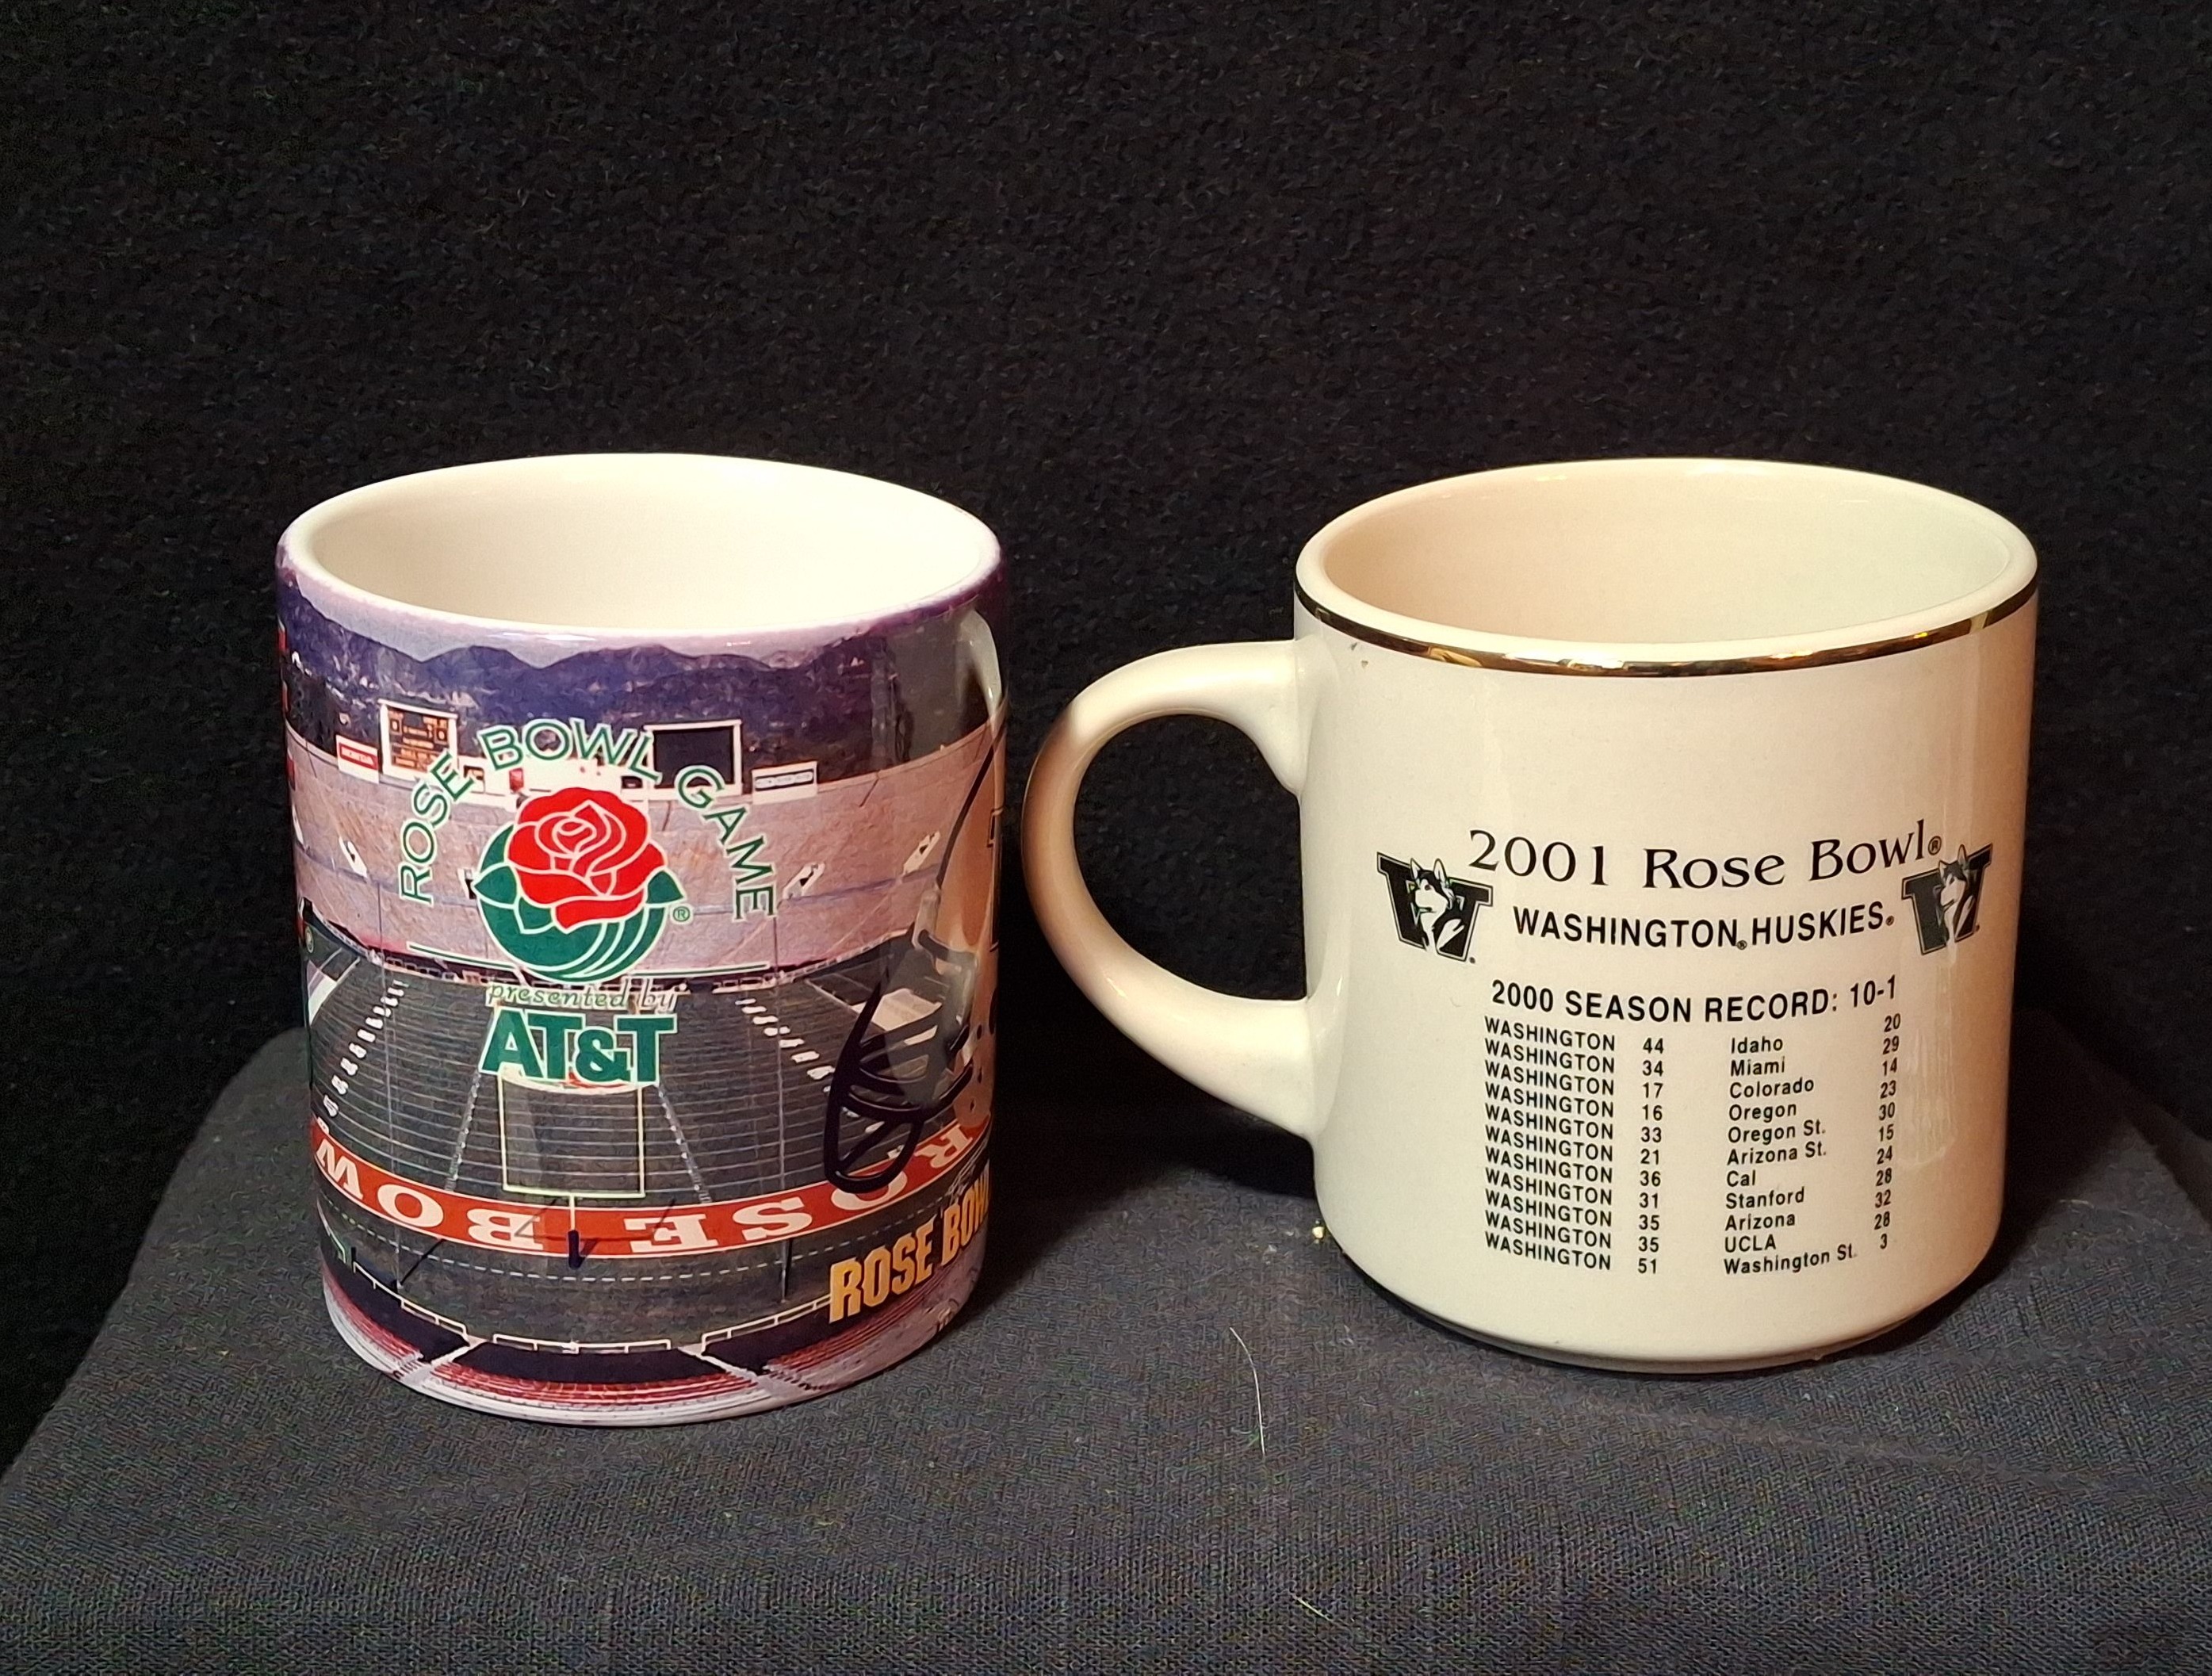 ROSE BOWL GAME
®
presented by
AT&T
ROSE BOW
ROSE BOW
2001 Rose Bowl®
WASHINGTON® HUSKIES®
2000 SEASON RECORD: 10-1
WASHINGTON 44 Idaho 20
WASHINGTON 34 Miami 29
WASHINGTON 17 Colorado 14
WASHINGTON 16 Oregon 23
WASHINGTON 33 Oregon St. 30
WASHINGTON 21 Arizona St. 15
WASHINGTON 36 Cal 24
WASHINGTON 31 Stanford 28
WASHINGTON 35 Arizona 32
WASHINGTON 35 UCLA 28
WASHINGTON 51 Washington St. 3